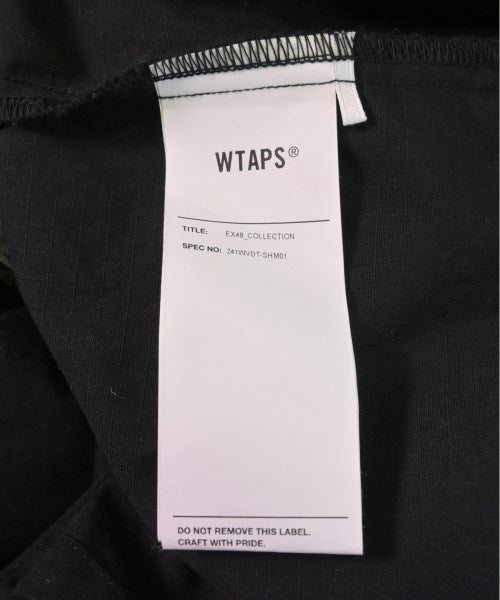 WTAPS®
TITLE: EX48_COLLECTION
SPEC NO: 241WVDT-SHM01
DO NOT REMOVE THIS LABEL.
CRAFT WITH PRIDE.